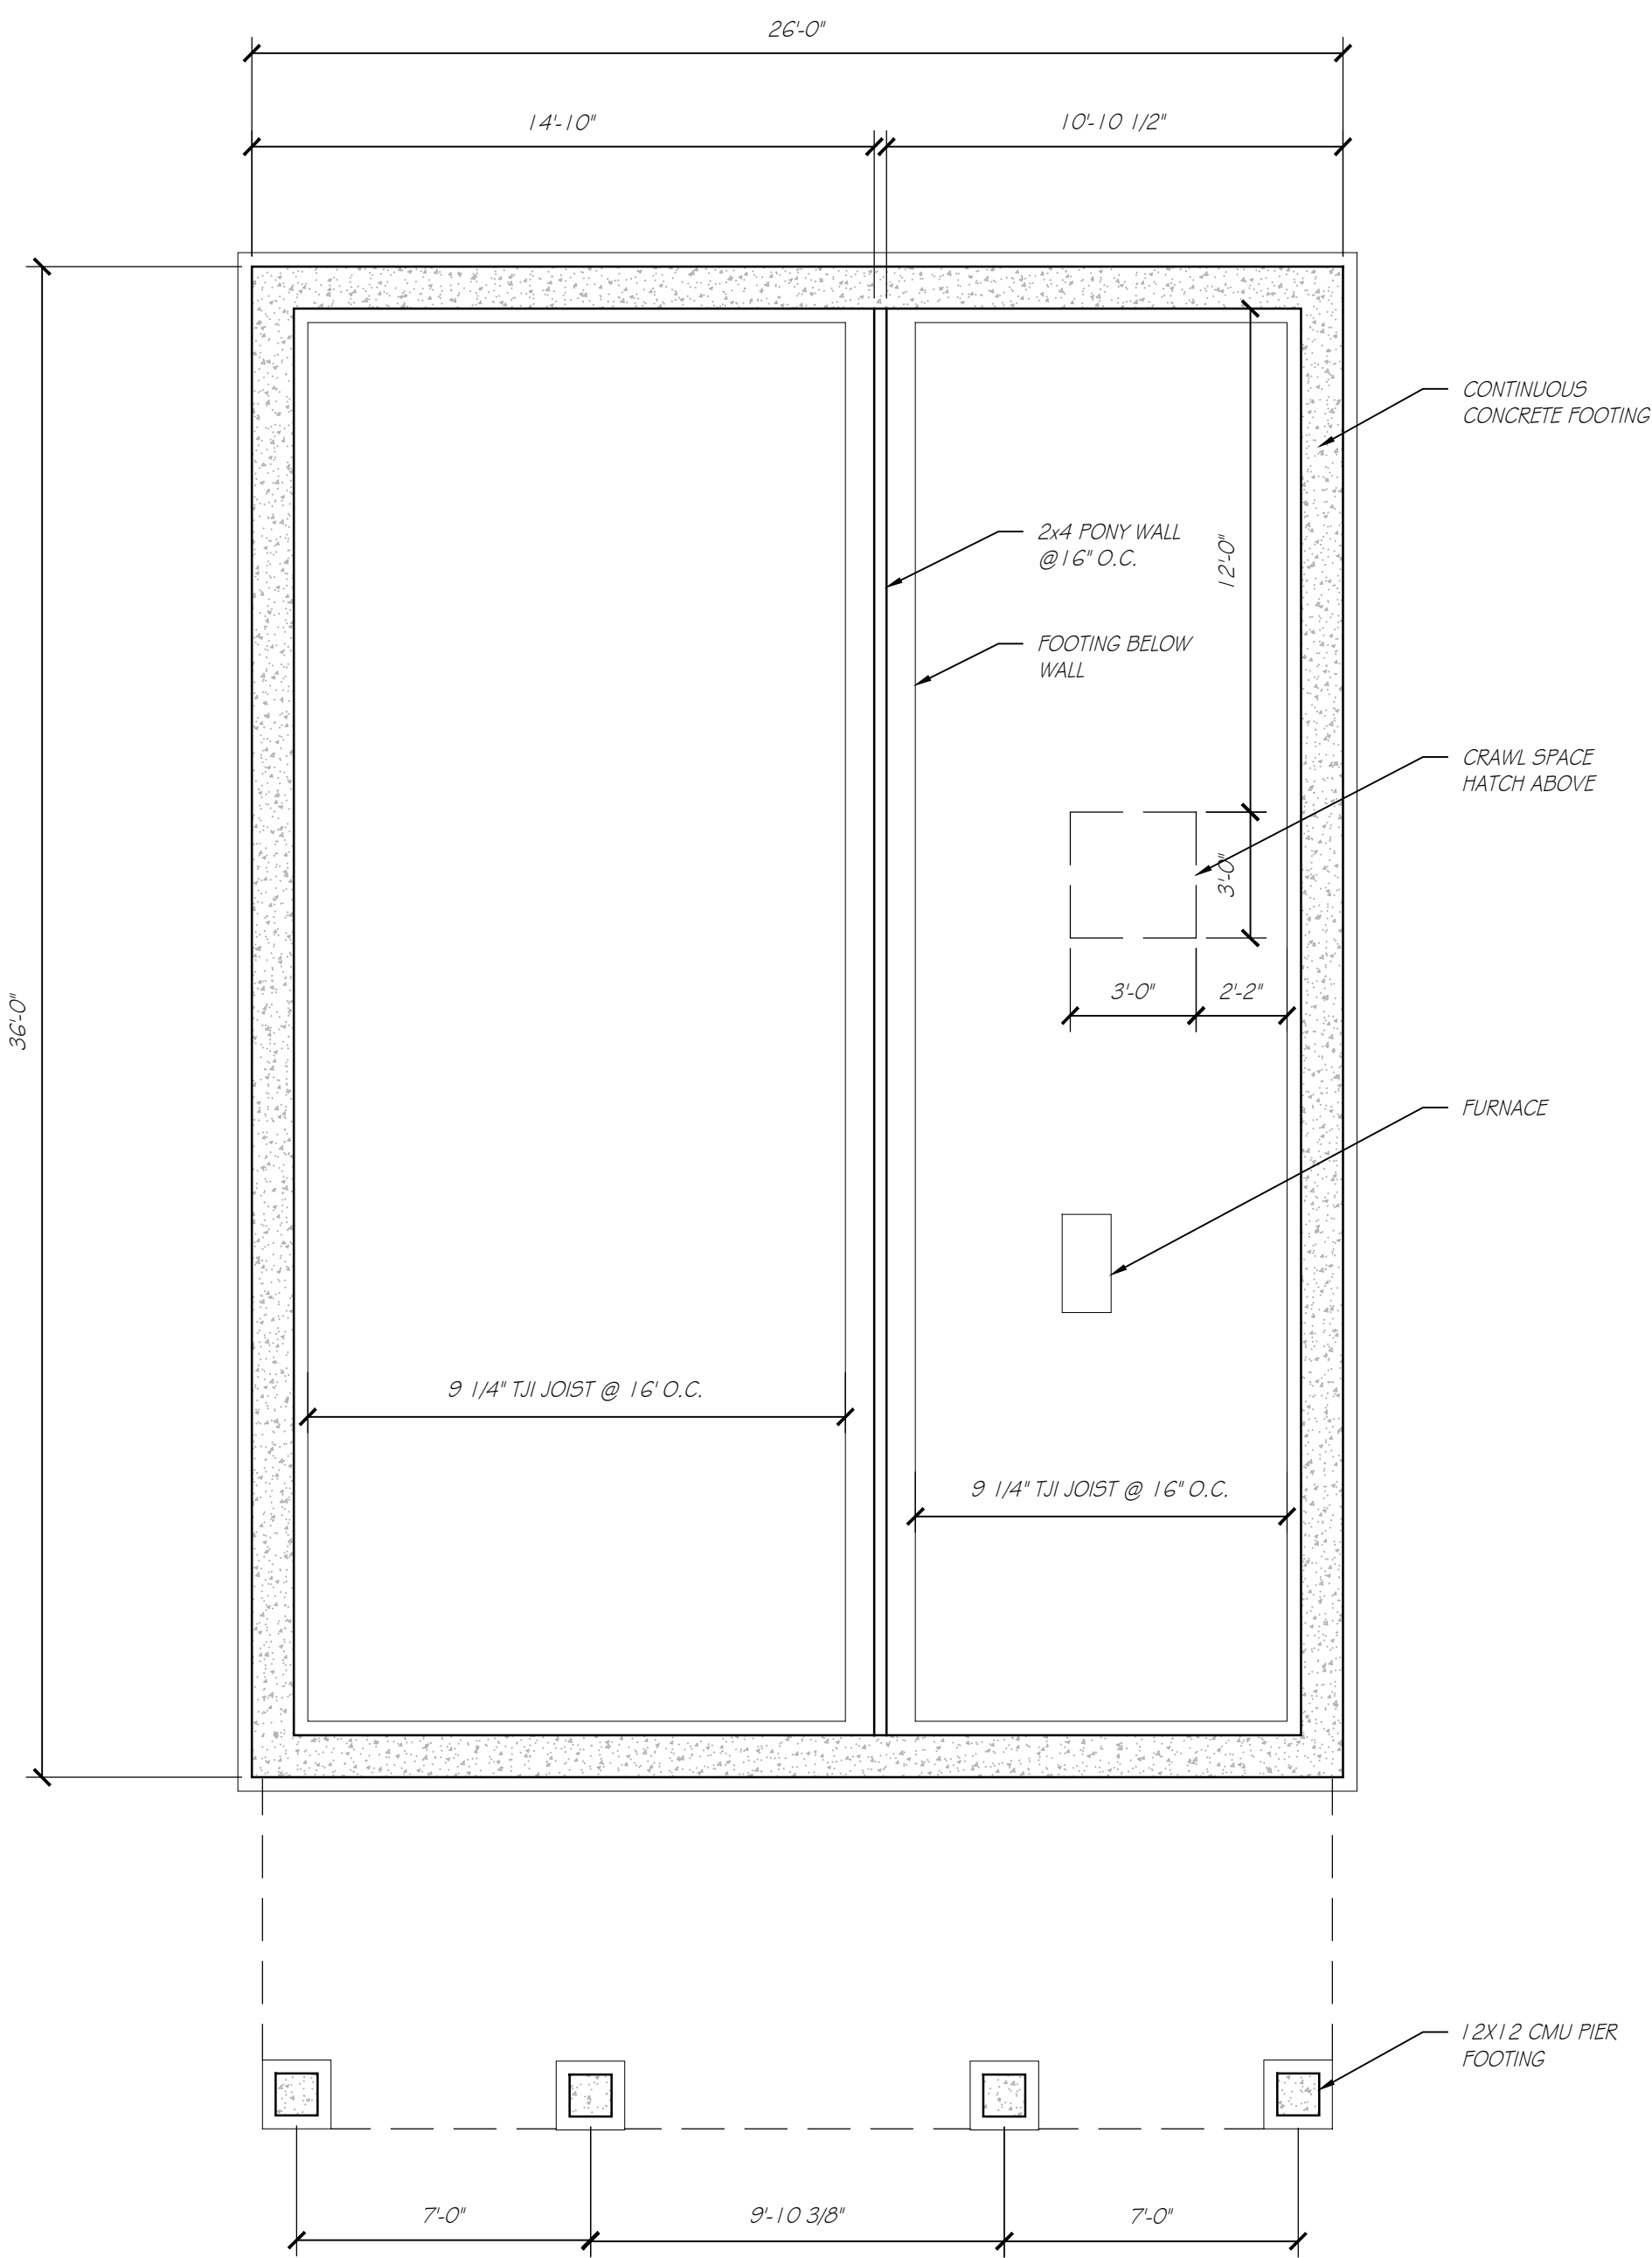 26'-0"
14'-10"
10'-10 1/2"
CONTINUOUS
CONCRETE FOOTING
2x4 PONY WALL
@16" O.C.
12'-0"
FOOTING BELOW
WALL
CRAWL SPACE
HATCH ABOVE
3'-0"
3'-0"
2'-2"
36'-0"
FURNACE
9 1/4" TJI JOIST @ 16' O.C.
9 1/4" TJI JOIST @ 16" O.C.
12X12 CMU PIER
FOOTING
7'-0"
9'-10 3/8"
7'-0"